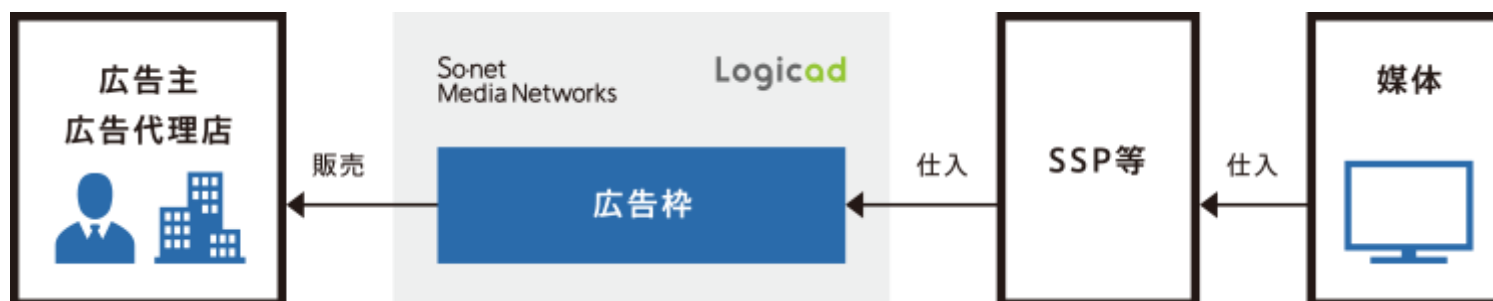 広告主
広告代理店
販売
So-net
Media Networks
Logicad
広告枠
仕入
SSP等
仕入
媒体